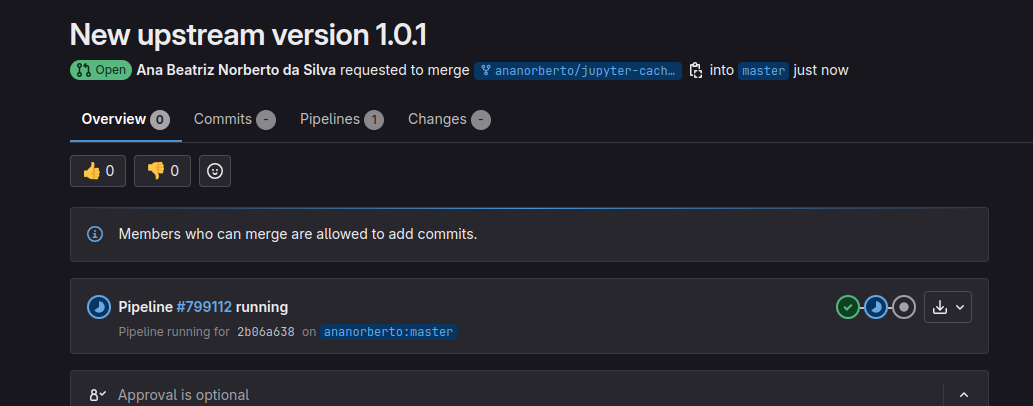 New upstream version 1.0.1
Open Ana Beatriz Norberto da Silva requested to merge ananorberto/jupyter-cach… into master just now
Overview 0 Commits - Pipelines 1 Changes -
👍 0 👎 0
Members who can merge are allowed to add commits.
Pipeline #799112 running
Pipeline running for 2b06a638 on ananorberto:master
Approval is optional